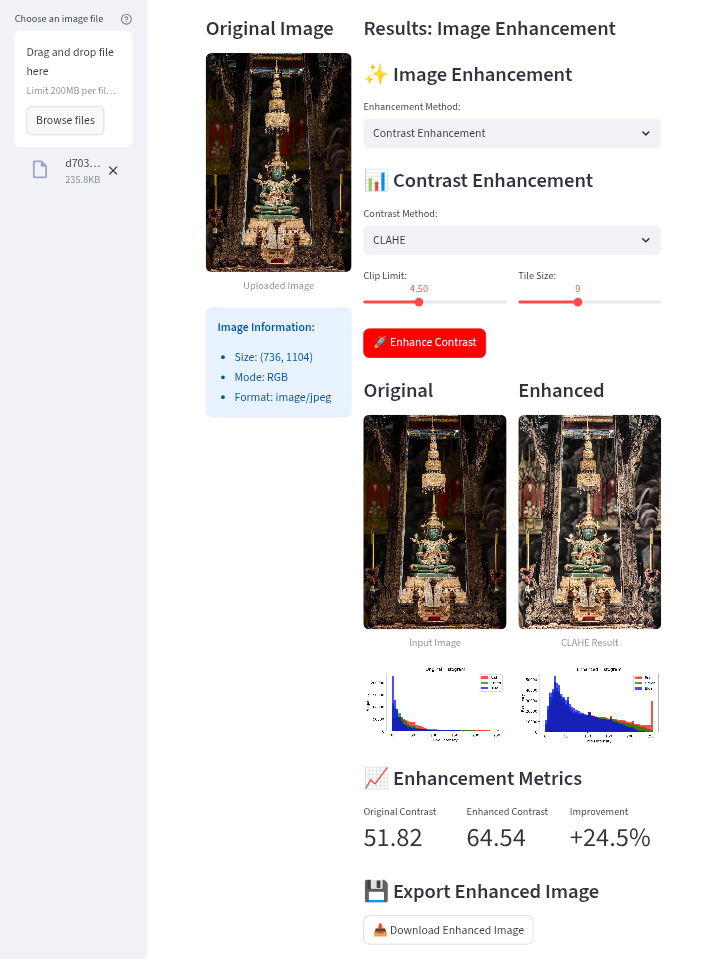 Choose an image file
Drag and drop file
here
Limit 200MB per fil...
Browse files
d703...
235.8KB
Original Image
Uploaded Image
Image Information:
Size: (736, 1104)
Mode: RGB
Format: image/jpeg
Results: Image Enhancement
✨ Image Enhancement
Enhancement Method:
Contrast Enhancement
📊 Contrast Enhancement
Contrast Method:
CLAHE
Clip Limit:
4.50
Tile Size:
9
🚀 Enhance Contrast
Original
Enhanced
Input Image
CLAHE Result
Original Histogram
Enhanced Histogram
📈 Enhancement Metrics
Original Contrast
51.82
Enhanced Contrast
64.54
Improvement
+24.5%
💾 Export Enhanced Image
📥 Download Enhanced Image